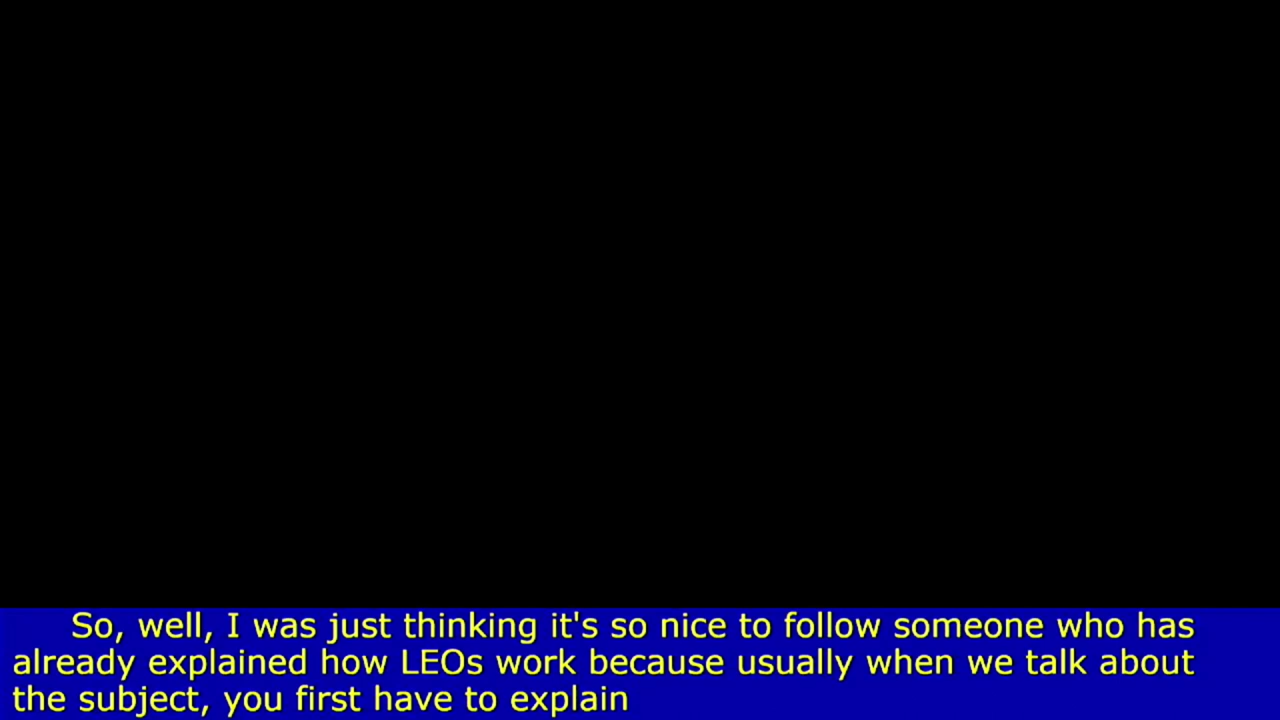 So, well, I was just thinking it's so nice to follow someone who has
already explained how LEOs work because usually when we talk about
the subject, you first have to explain